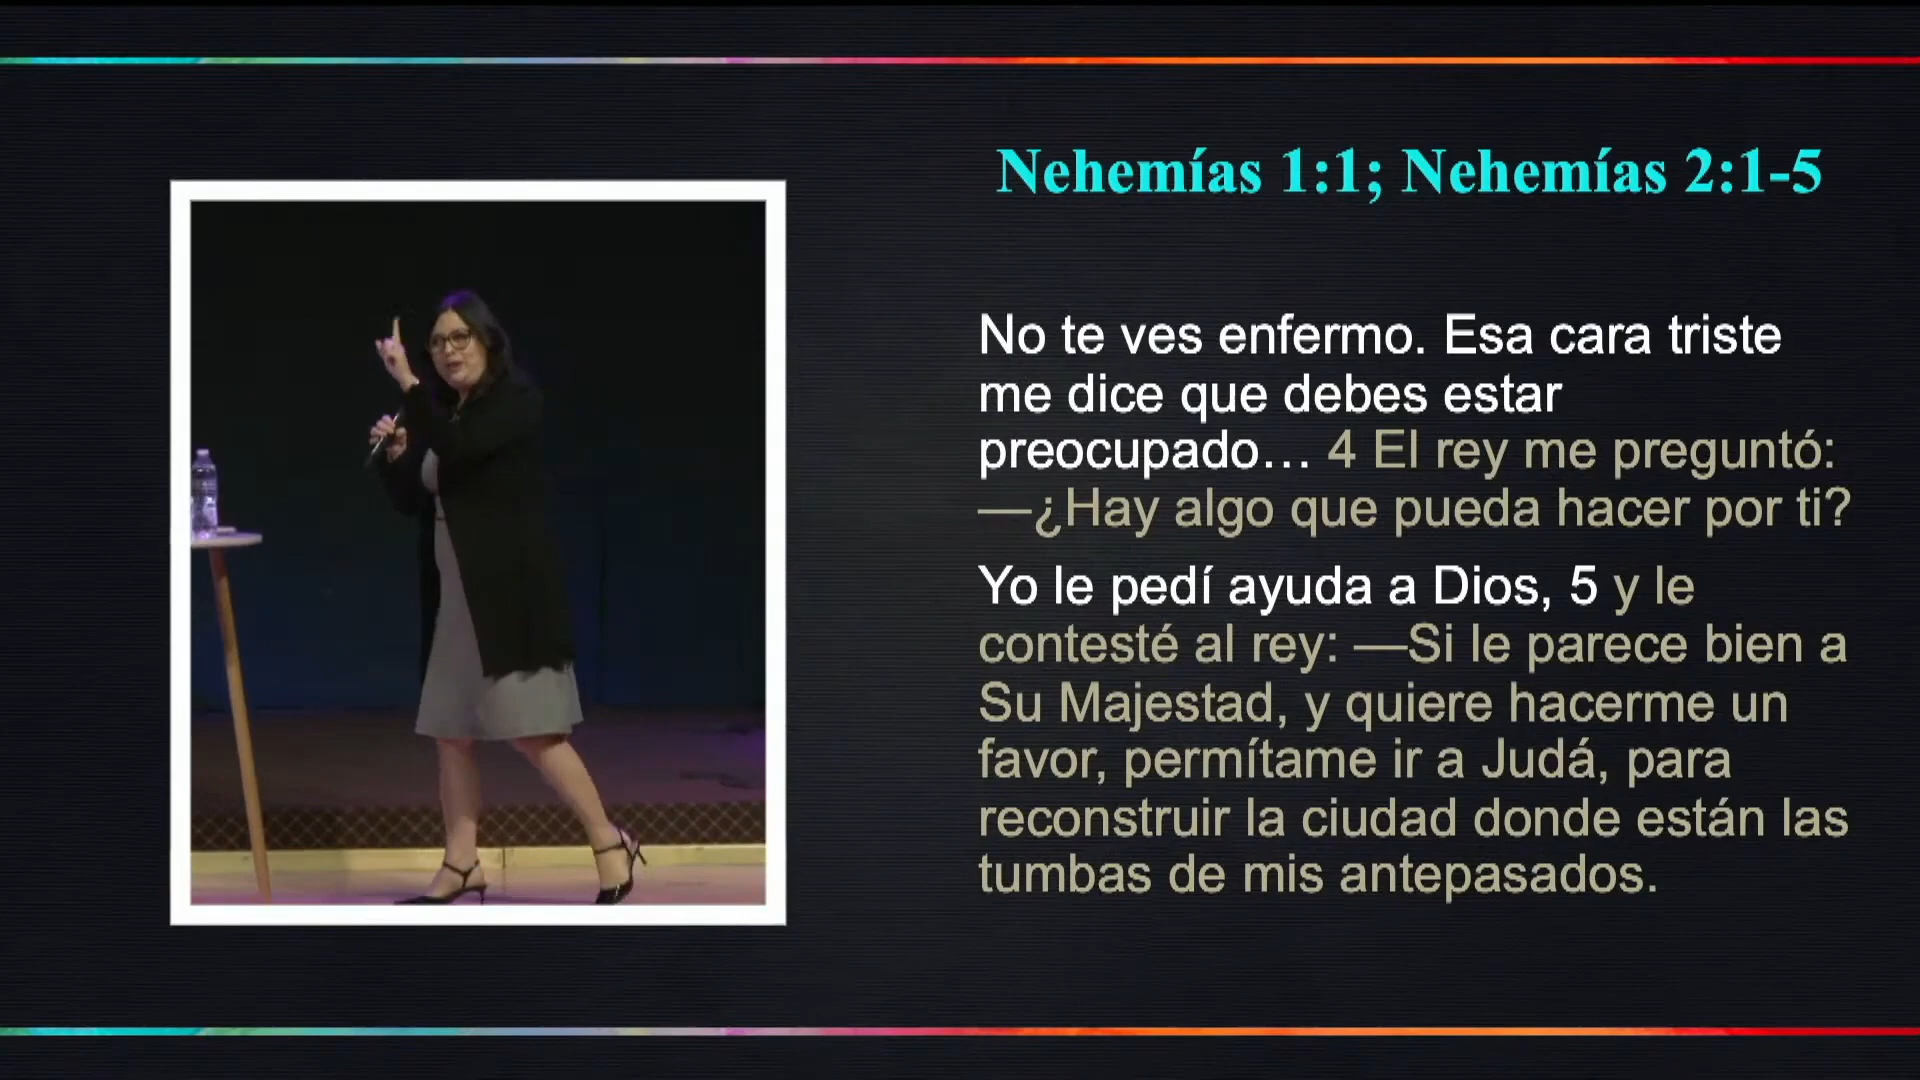 Nehemías 1:1; Nehemías 2:1-5
No te ves enfermo. Esa cara triste
me dice que debes estar
preocupado… 4 El rey me preguntó:
—¿Hay algo que pueda hacer por ti?
Yo le pedí ayuda a Dios, 5 y le
contesté al rey: —Si le parece bien a
Su Majestad, y quiere hacerme un
favor, permítame ir a Judá, para
reconstruir la ciudad donde están las
tumbas de mis antepasados.